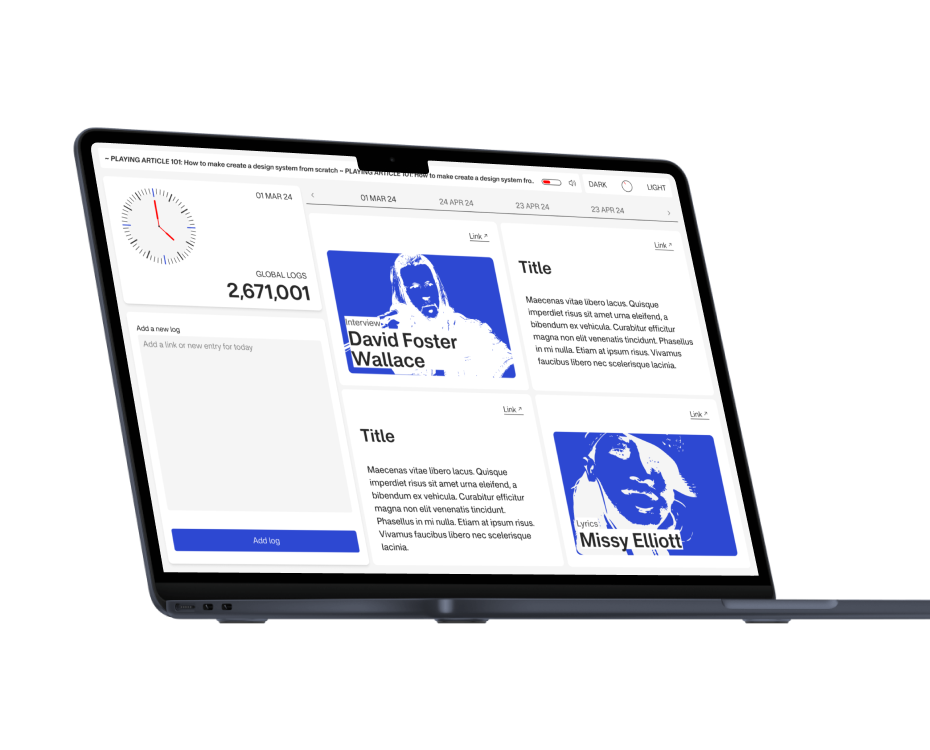 ~ PLAYING ARTICLE 101: How to make create a design system from scratch ~ PLAYING ARTICLE 101: How to make create a design system fro.
DARK
LIGHT
01 MAR 24
GLOBAL LOGS
2,671,001
Add a new log
Add a link or new entry for today
Add log
01 MAR 24
24 APR 24
23 APR 24
23 APR 24
Link ↗
Interview
David Foster
Wallace
Link ↗
Title
Maecenas vitae libero lacus. Quisque
imperdiet risus sit amet urna eleifend, a
bibendum ex vehicula. Curabitur efficitur
magna non elit venenatis tincidunt. Phasellus
in mi nulla. Etiam at ipsum risus. Vivamus
faucibus libero nec scelerisque lacinia.
Link ↗
Title
Maecenas vitae libero lacus. Quisque
imperdiet risus sit amet urna eleifend, a
bibendum ex vehicula. Curabitur efficitur
magna non elit venenatis tincidunt.
Phasellus in mi nulla. Etiam at ipsum risus.
Vivamus faucibus libero nec scelerisque
lacinia.
Link ↗
Lyrics
Missy Elliott